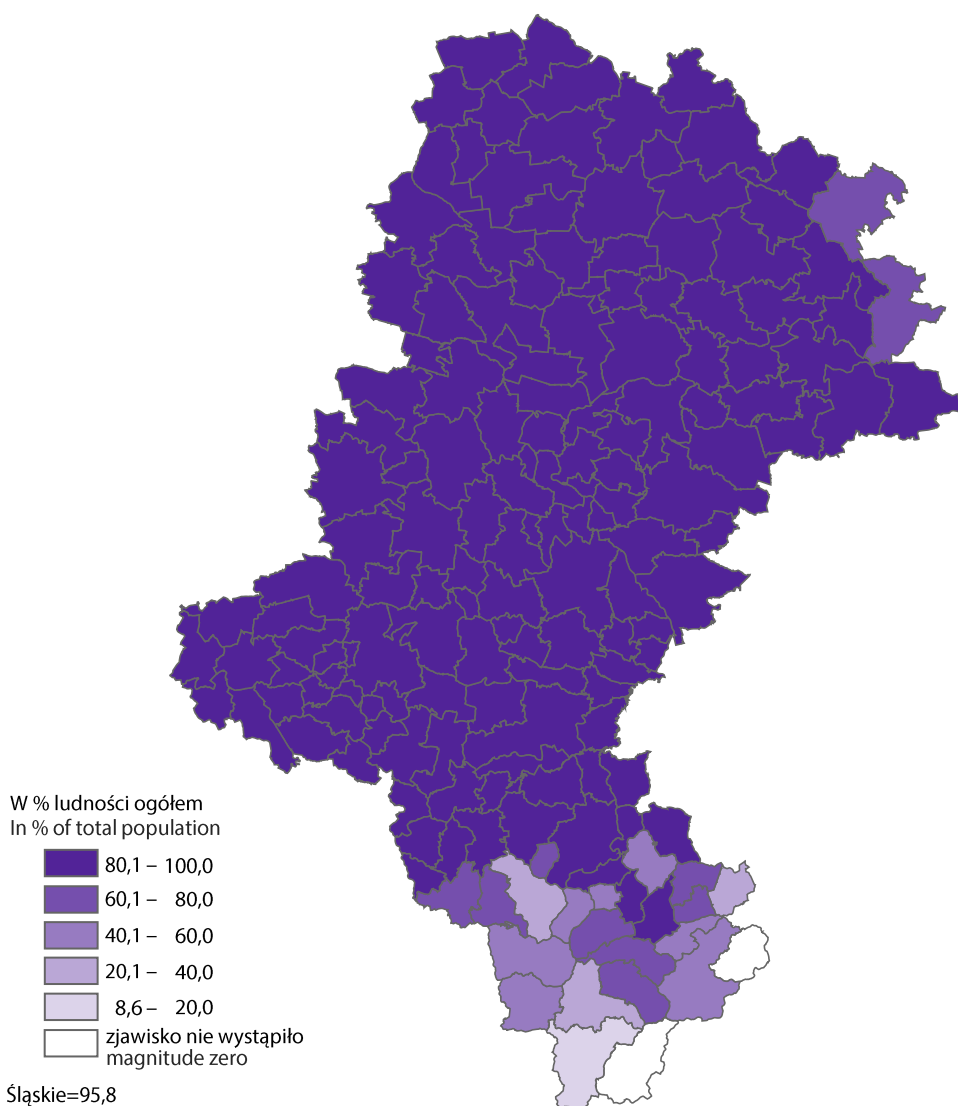 W % ludności ogółem
In % of total population
80,1 – 100,0
60,1 – 80,0
40,1 – 60,0
20,1 – 40,0
8,6 – 20,0
zjawisko nie wystąpiło
magnitude zero
Śląskie=95,8